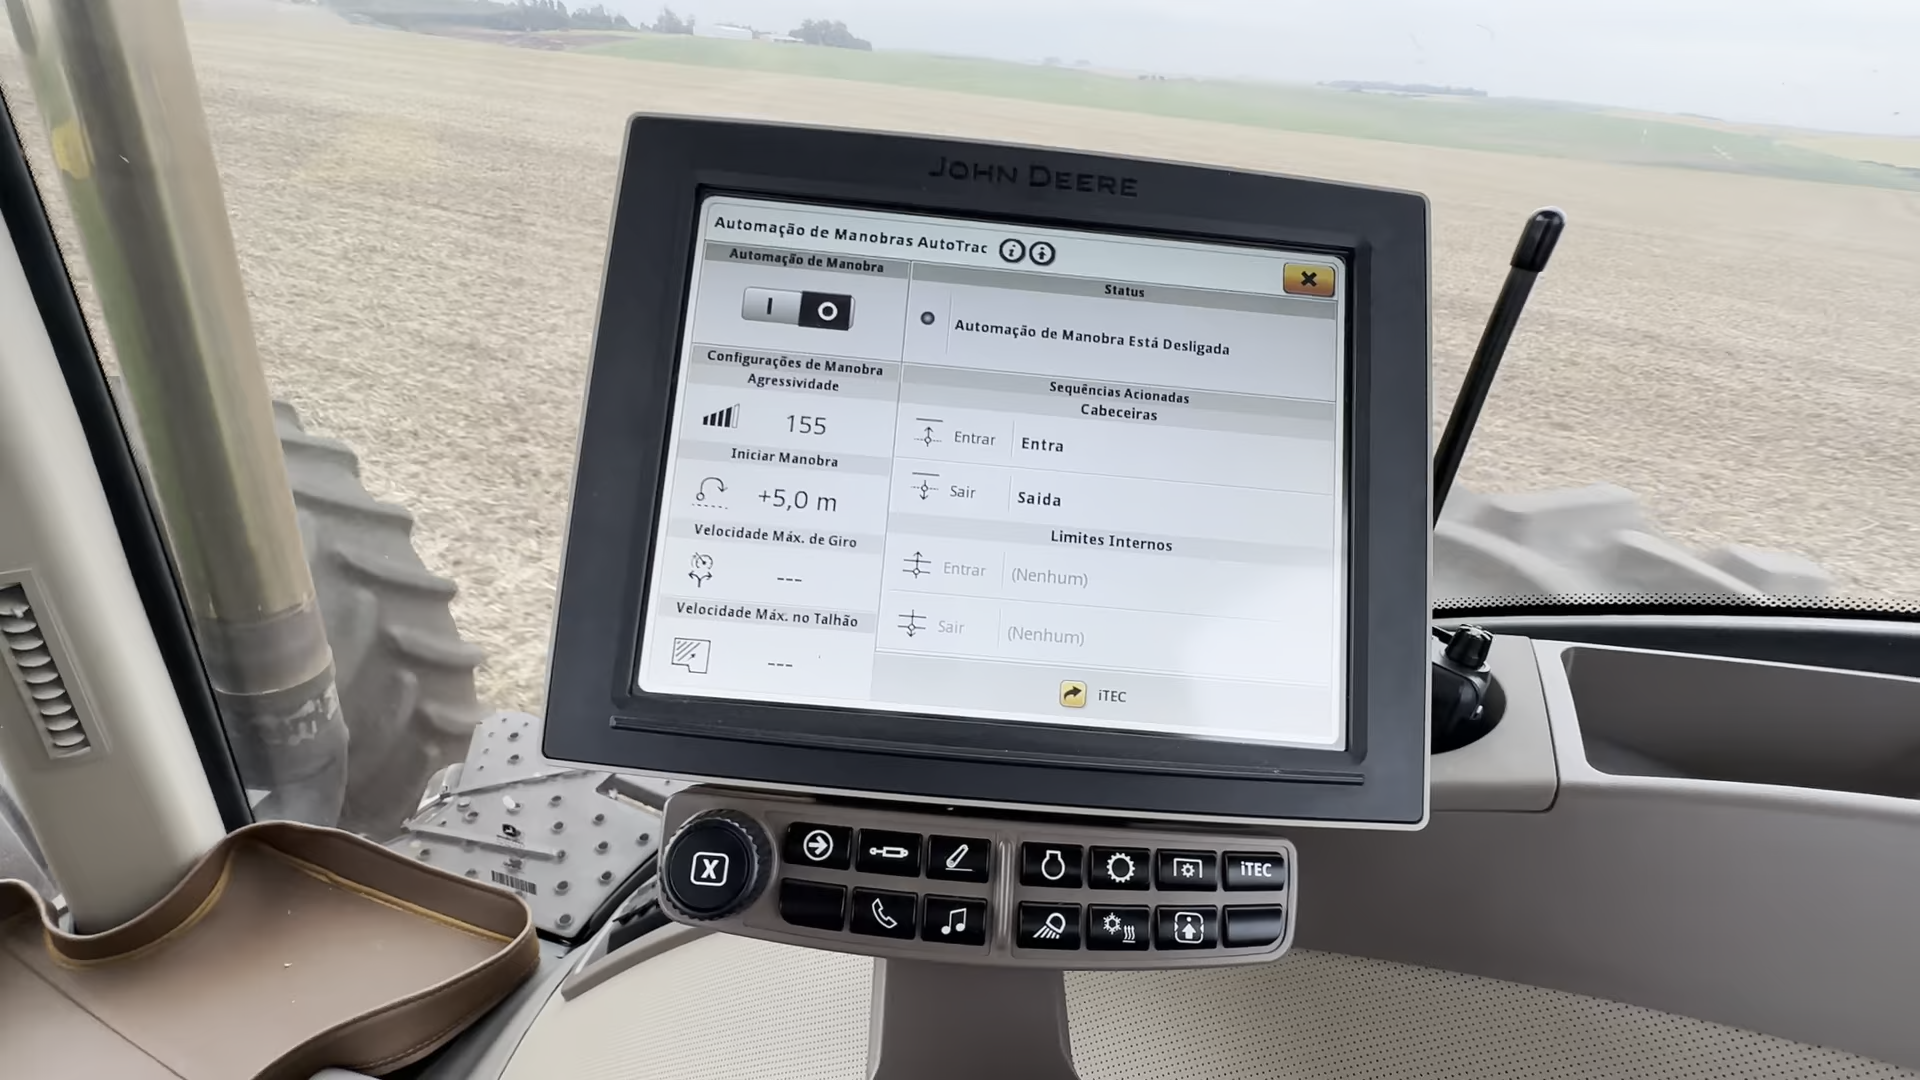 JOHN DEERE
Automação de Manobras AutoTrac
Automação de Manobra
I
O
Status
Automação de Manobra Está Desligada
Configurações de Manobra
Agressividade
155
Iniciar Manobra
+5,0 m
Velocidade Máx. de Giro
---
Velocidade Máx. no Talhão
---
Sequências Acionadas
Cabeceiras
Entrar
Entra
Sair
Saida
Limites Internos
Entrar
(Nenhum)
Sair
(Nenhum)
iTEC
X
iTEC